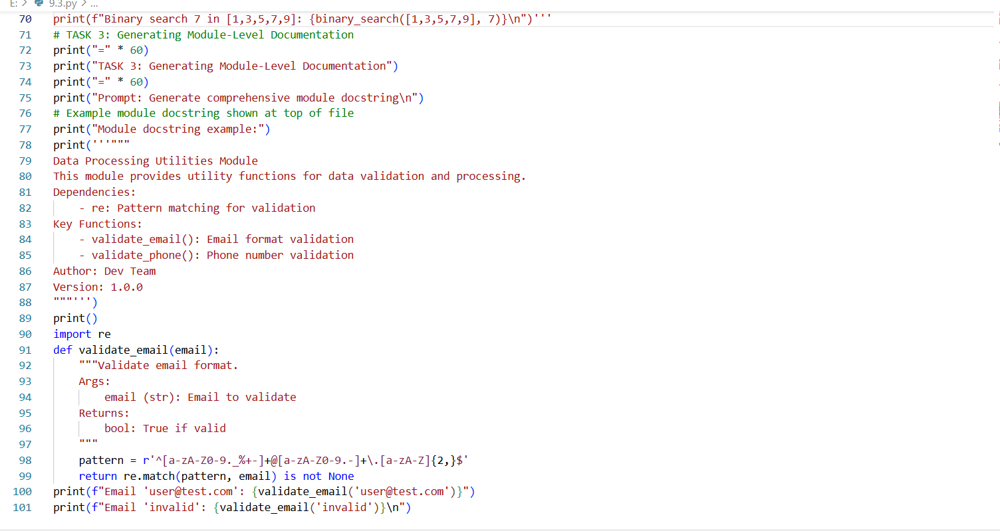 E: > 9.3.py > ...
70 print(f"Binary search 7 in [1,3,5,7,9]: {binary_search([1,3,5,7,9], 7)}\n")'''
71 # TASK 3: Generating Module-Level Documentation
72 print("=" * 60)
73 print("TASK 3: Generating Module-Level Documentation")
74 print("=" * 60)
75 print("Prompt: Generate comprehensive module docstring\n")
76 # Example module docstring shown at top of file
77 print("Module docstring example:")
78 print('''"""
79 Data Processing Utilities Module
80 This module provides utility functions for data validation and processing.
81 Dependencies:
82     - re: Pattern matching for validation
83 Key Functions:
84     - validate_email(): Email format validation
85     - validate_phone(): Phone number validation
86 Author: Dev Team
87 Version: 1.0.0
88 """''')
89 print()
90 import re
91 def validate_email(email):
92     """Validate email format.
93     Args:
94         email (str): Email to validate
95     Returns:
96         bool: True if valid
97     """
98     pattern = r'^[a-zA-Z0-9._%+-]+@[a-zA-Z0-9.-]+\.[a-zA-Z]{2,}$'
99     return re.match(pattern, email) is not None
100 print(f"Email 'user@test.com': {validate_email('user@test.com')}")
101 print(f"Email 'invalid': {validate_email('invalid')}\n")